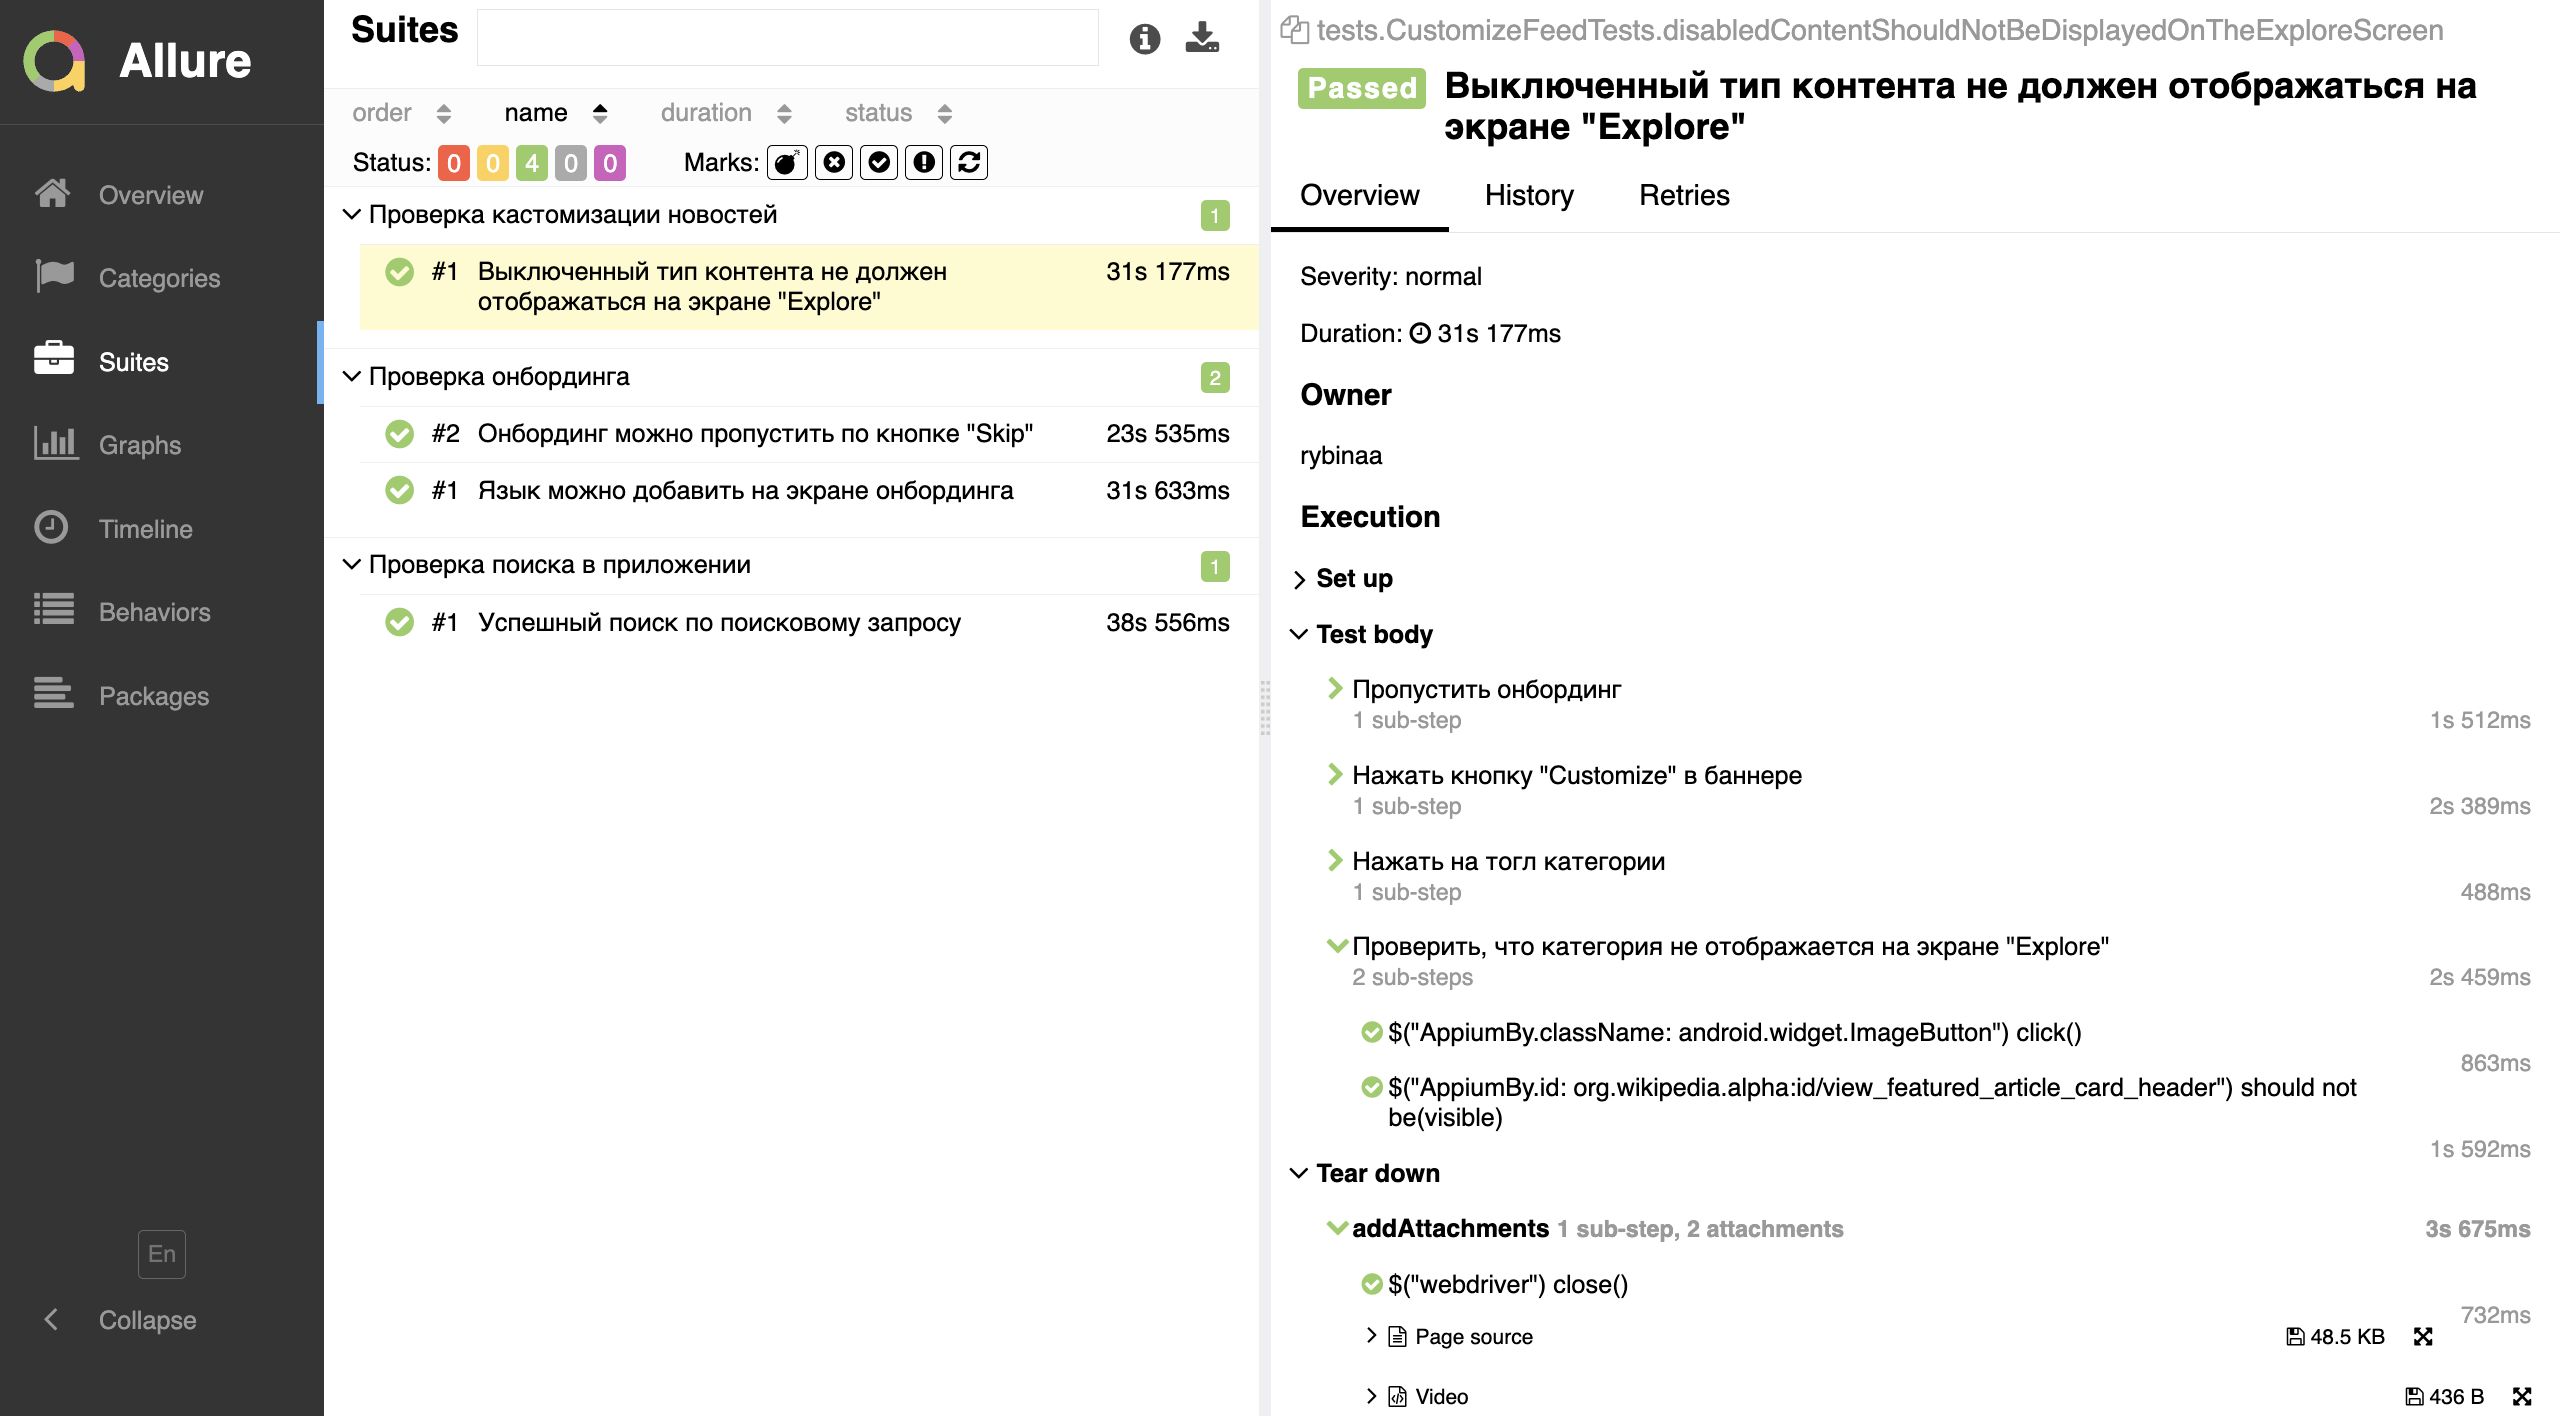 Allure
Overview
Categories
Suites
Graphs
Timeline
Behaviors
Packages
En
Collapse
Suites
order name duration status
Status: 0 0 4 0 0 Marks:
Проверка кастомизации новостей 1
#1 Выключенный тип контента не должен 31s 177ms
отображаться на экране "Explore"
Проверка онбординга 2
#2 Онбординг можно пропустить по кнопке "Skip" 23s 535ms
#1 Язык можно добавить на экране онбординга 31s 633ms
Проверка поиска в приложении 1
#1 Успешный поиск по поисковому запросу 38s 556ms
tests.CustomizeFeedTests.disabledContentShouldNotBeDisplayedOnTheExploreScreen
Passed Выключенный тип контента не должен отображаться на
экране "Explore"
Overview History Retries
Severity: normal
Duration: 31s 177ms
Owner
rybinaa
Execution
Set up
Test body
Пропустить онбординг
1 sub-step 1s 512ms
Нажать кнопку "Customize" в баннере
1 sub-step 2s 389ms
Нажать на тогл категории
1 sub-step 488ms
Проверить, что категория не отображается на экране "Explore"
2 sub-steps 2s 459ms
$("AppiumBy.className: android.widget.ImageButton") click()
863ms
$("AppiumBy.id: org.wikipedia.alpha:id/view_featured_article_card_header") should not
be(visible)
1s 592ms
Tear down
addAttachments 1 sub-step, 2 attachments 3s 675ms
$("webdriver") close()
732ms
Page source 48.5 KB
Video 436 B